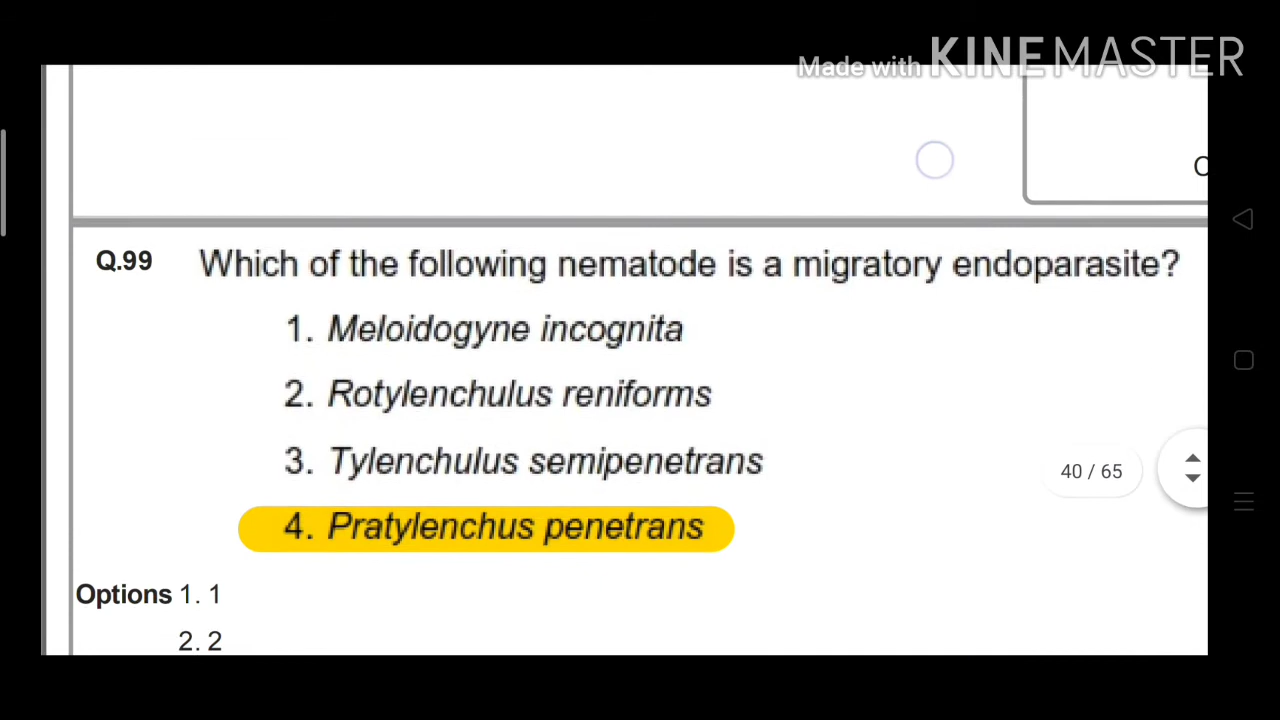 Made with KINEMASTER
Q.99 Which of the following nematode is a migratory endoparasite?
1. Meloidogyne incognita
2. Rotylenchulus reniforms
3. Tylenchulus semipenetrans
40 / 65
4. Pratylenchus penetrans
Options 1. 1
2. 2